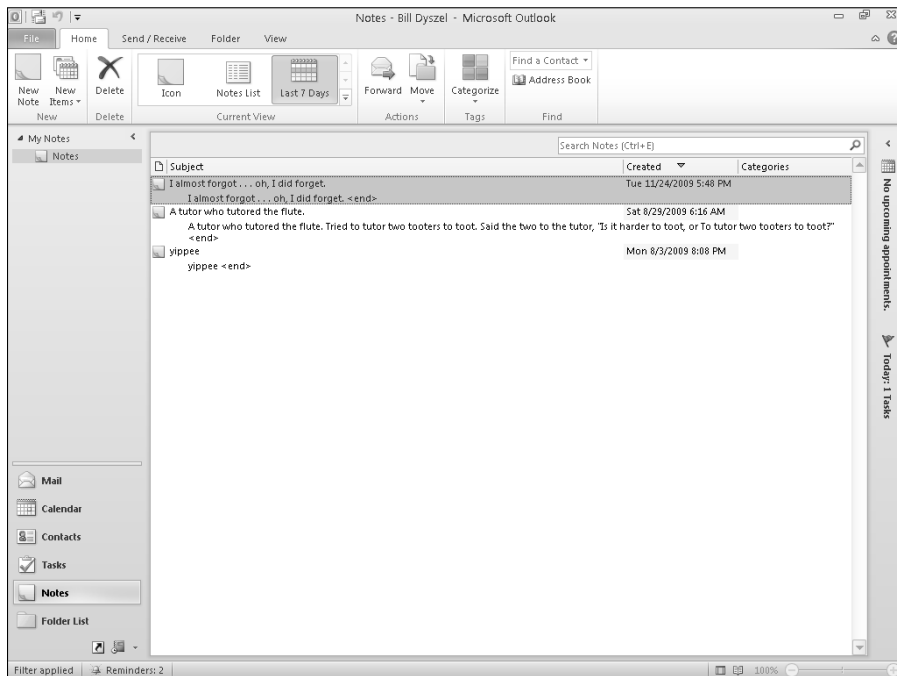 Notes - Bill Dyszel - Microsoft Outlook
File Home Send / Receive Folder View
New Note
New Items
Delete
Icon
Notes List
Last 7 Days
Forward
Move
Categorize
Find a Contact
Address Book
New
Delete
Current View
Actions
Tags
Find
My Notes
Notes
Search Notes (Ctrl+E)
Subject Created Categories
I almost forgot . . . oh, I did forget. Tue 11/24/2009 5:48 PM
I almost forgot . . . oh, I did forget. <end>
A tutor who tutored the flute. Sat 8/29/2009 6:16 AM
A tutor who tutored the flute. Tried to tutor two tooters to toot. Said the two to the tutor, "Is it harder to toot, or To tutor two tooters to toot?"
<end>
yippee Mon 8/3/2009 8:08 PM
yippee <end>
No upcoming appointments.
Today: 1 Tasks
Mail
Calendar
Contacts
Tasks
Notes
Folder List
Filter applied Reminders: 2 100%